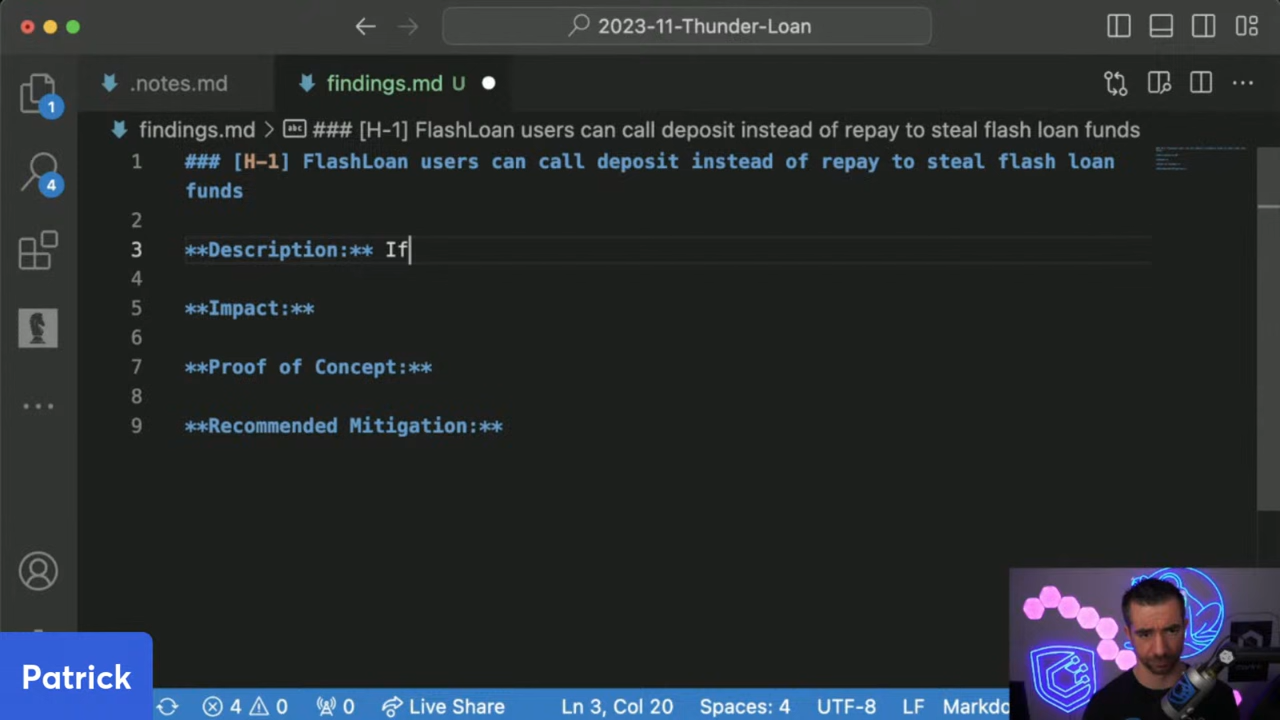 2023-11-Thunder-Loan
.notes.md
findings.md U
1
4
findings.md > ### [H-1] FlashLoan users can call deposit instead of repay to steal flash loan funds
1 ### [H-1] FlashLoan users can call deposit instead of repay to steal flash loan
funds
2
3 **Description:** If
4
5 **Impact:**
6
7 **Proof of Concept:**
8
9 **Recommended Mitigation:**
Patrick
4 0 0 Live Share Ln 3, Col 20 Spaces: 4 UTF-8 LF Markdo